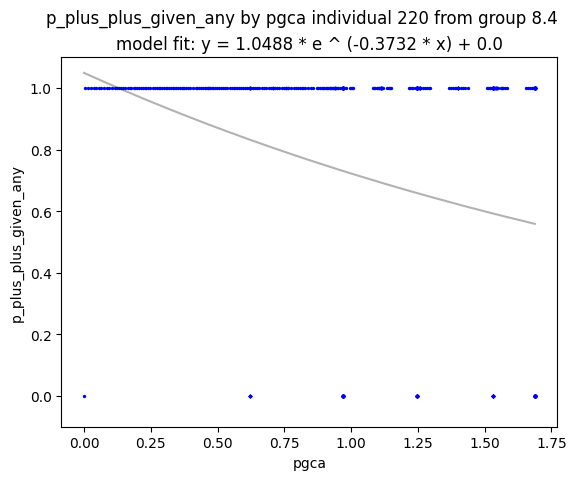 p_plus_plus_given_any by pgca individual 220 from group 8.4
model fit: y = 1.0488 * e ^ (-0.3732 * x) + 0.0
p_plus_plus_given_any
1.0
0.8
0.6
0.4
0.2
0.0
0.00 0.25 0.50 0.75 1.00 1.25 1.50 1.75
pgca